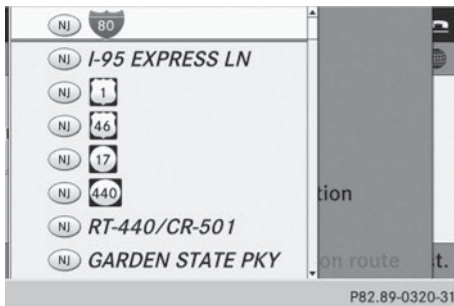 NJ 80
NJ I-95 EXPRESS LN
NJ 1
NJ 46
NJ 17
NJ 440
tion
NJ RT-440/CR-501
NJ GARDEN STATE PKY on route st.
P82.89-0320-31